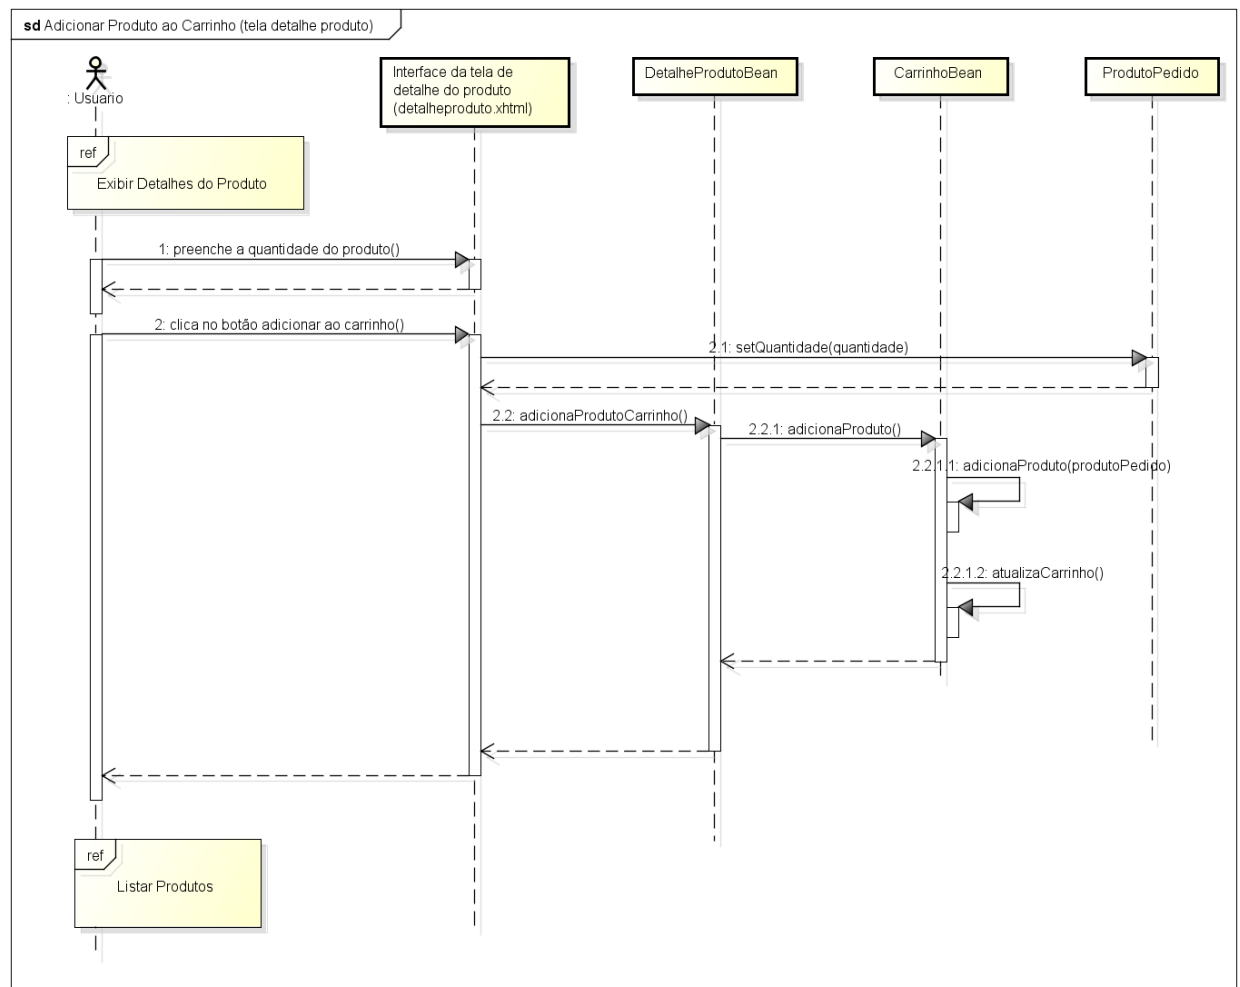 sd Adicionar Produto ao Carrinho (tela detalhe produto)
: Usuario
Interface da tela de
detalhe do produto
(detalheproduto.xhtml)
DetalheProdutoBean
CarrinhoBean
ProdutoPedido
ref
Exibir Detalhes do Produto
1: preenche a quantidade do produto()
2: clica no botão adicionar ao carrinho()
2.1: setQuantidade(quantidade)
2.2: adicionaProdutoCarrinho()
2.2.1: adicionaProduto()
2.2.1.1: adicionaProduto(produtoPedido)
2.2.1.2: atualizaCarrinho()
ref
Listar Produtos